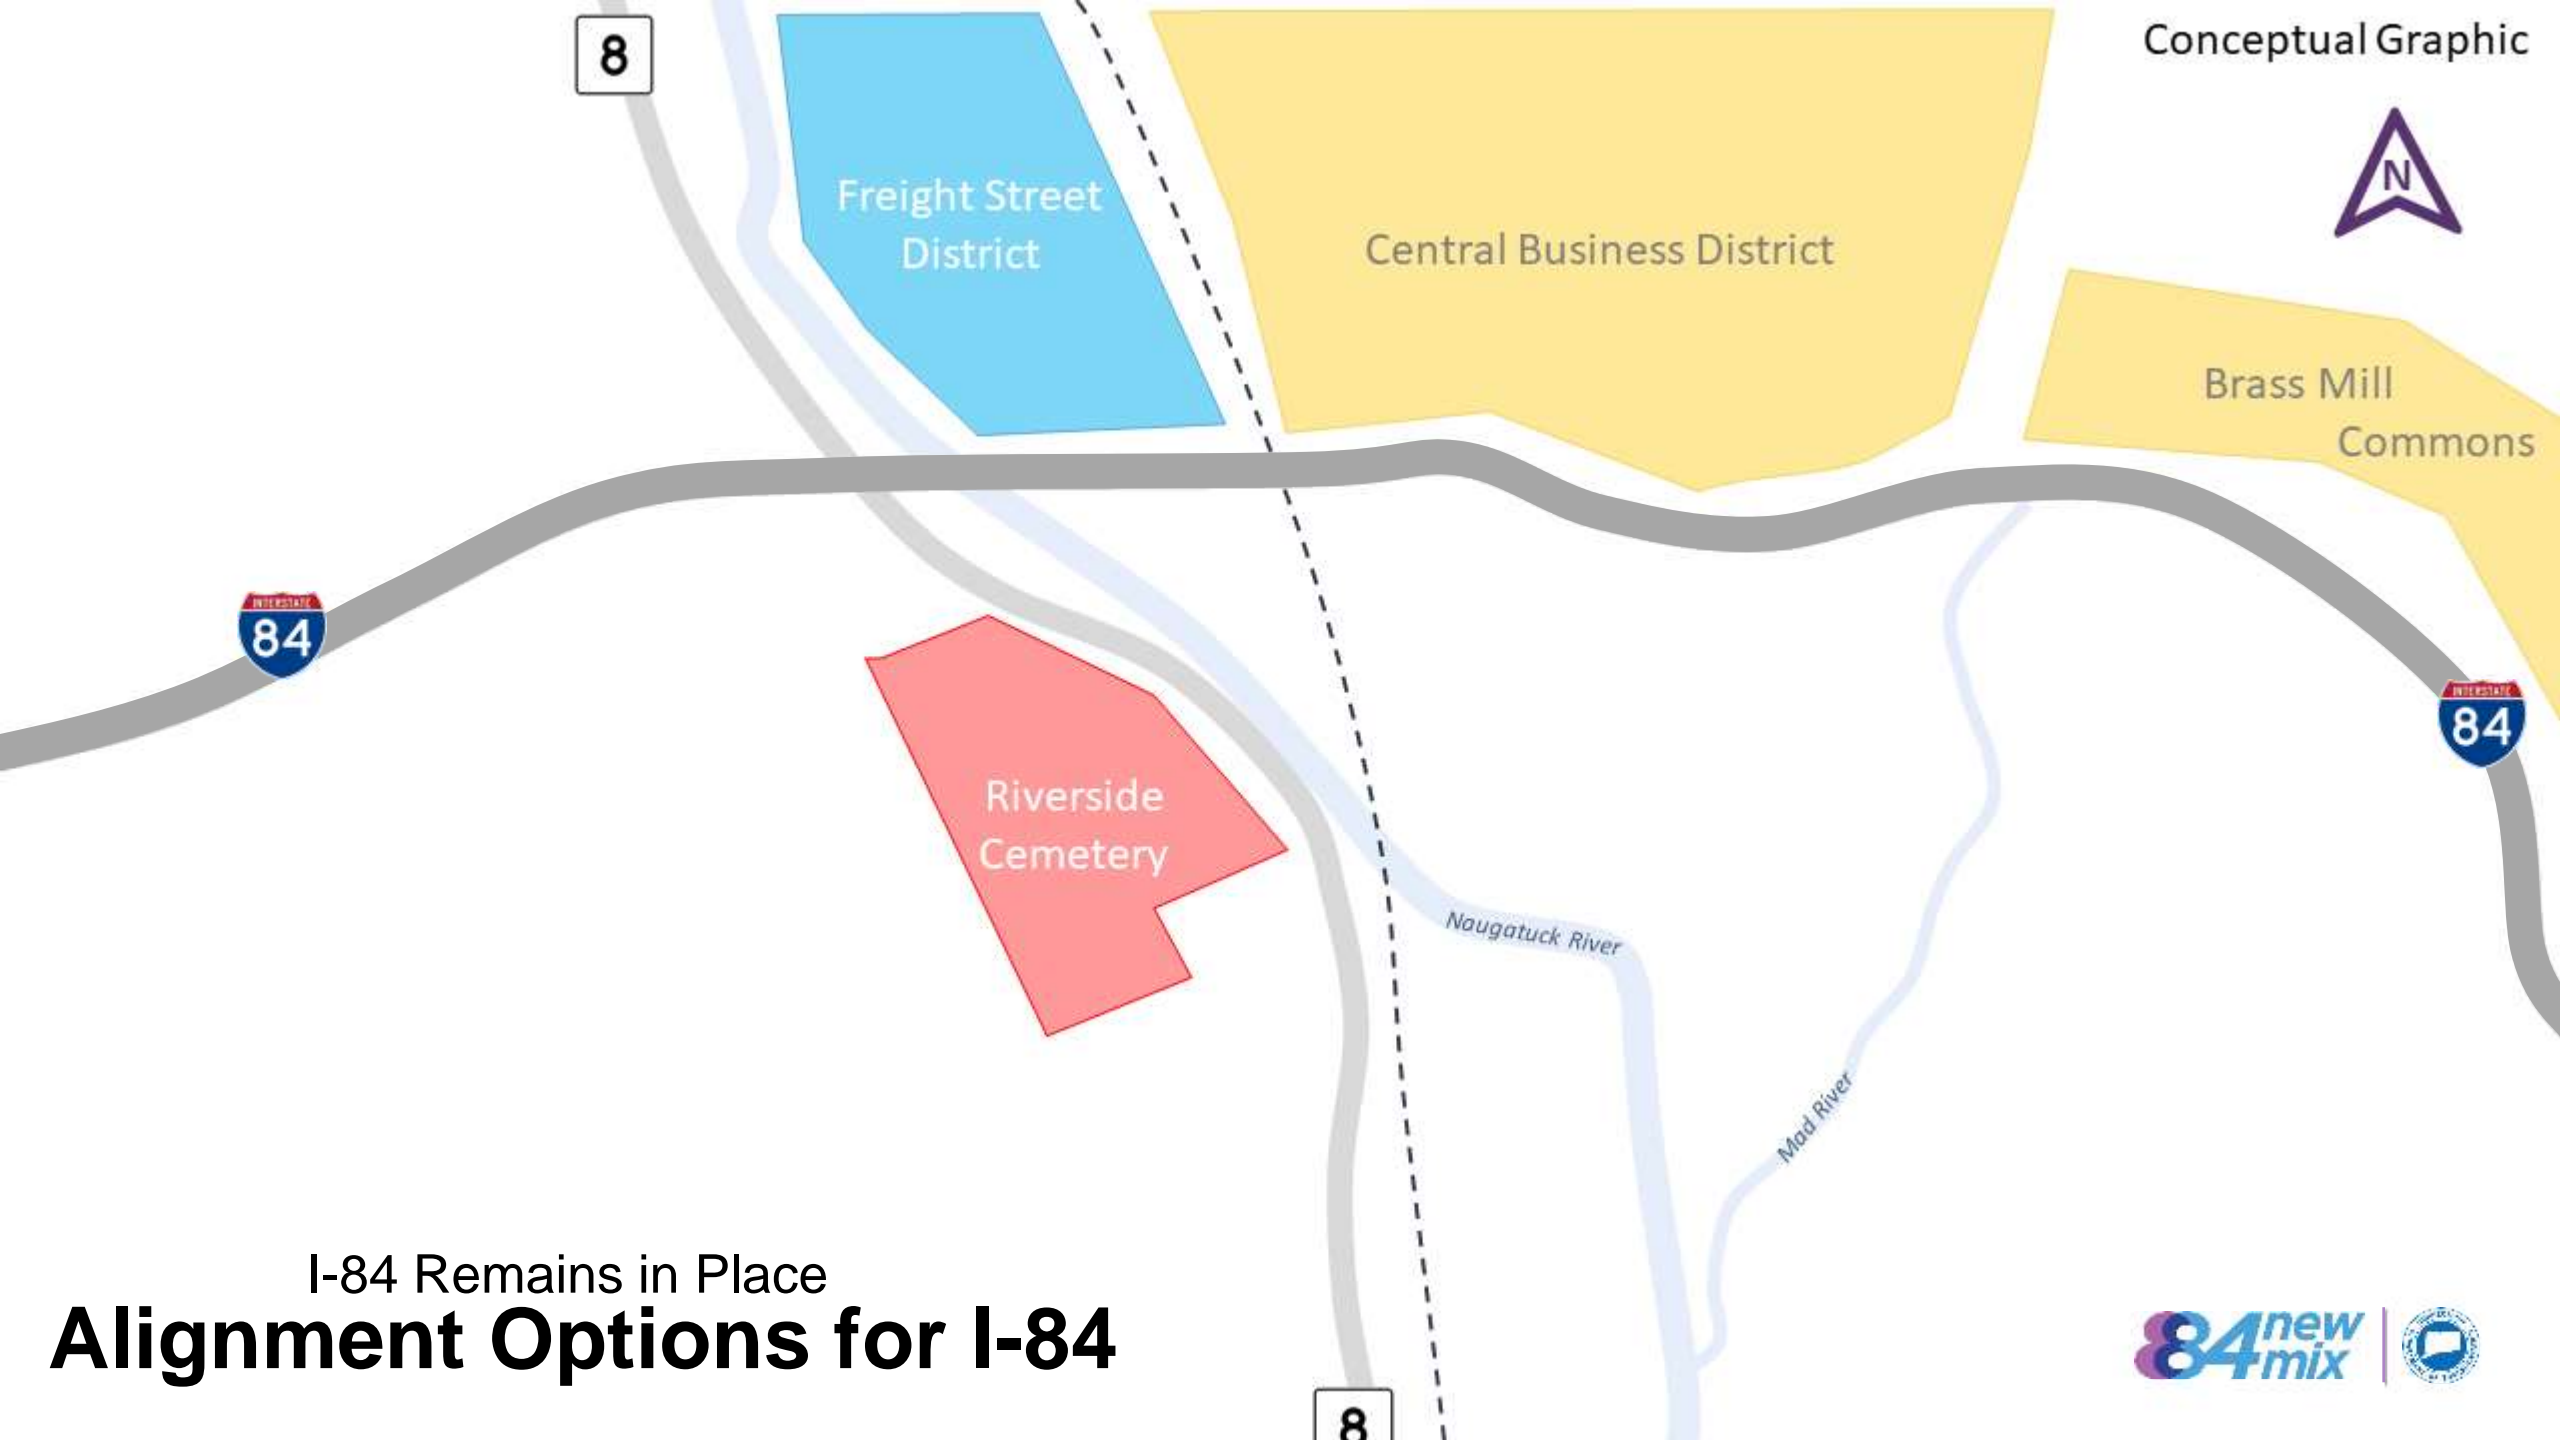 8
Conceptual Graphic
N
Freight Street
District
Central Business District
Brass Mill
Commons
INTERSTATE
84
INTERSTATE
84
Riverside
Cemetery
Naugatuck River
Mad River
I-84 Remains in Place
Alignment Options for I-84
884 new
mix
8